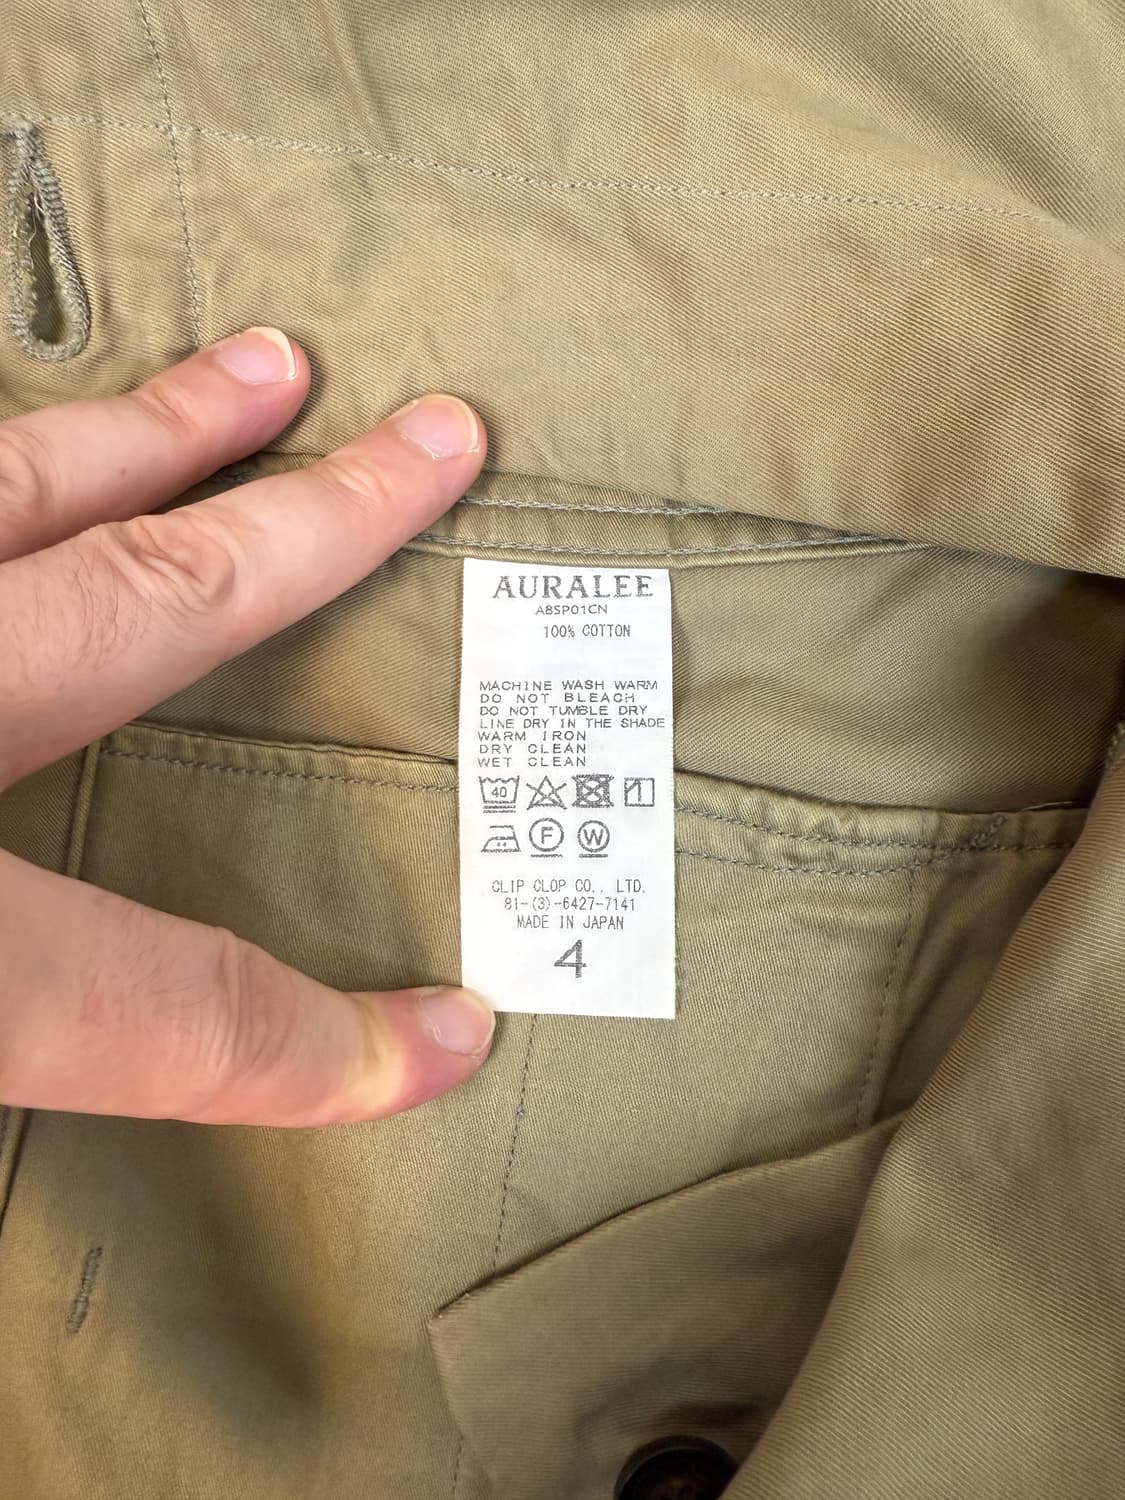 AURALEE
A8SP01CN
100% COTTON
MACHINE WASH WARM
DO NOT BLEACH
DO NOT TUMBLE DRY
LINE DRY IN THE SHADE
WARM IRON
DRY CLEAN
WET CLEAN
40
F W
CLIP CLOP CO., LTD.
81-(3)-6427-7141
MADE IN JAPAN
4